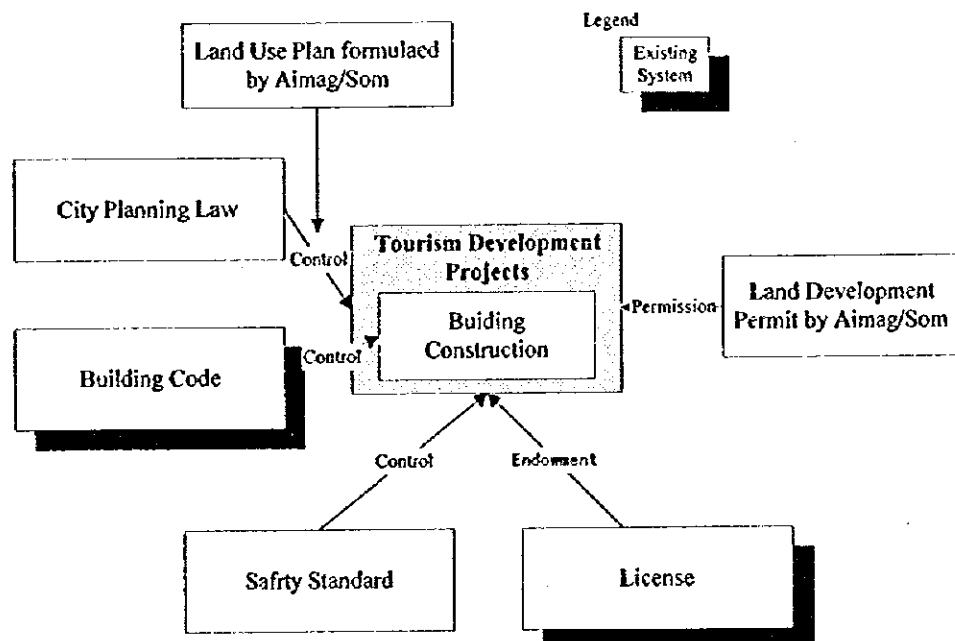 Legend
Land Use Plan formulaed
by Aimag/Som
Existing
System
City Planning Law
Control
Tourism Development
Projects
Buiding
Construction
Permission
Land Development
Permit by Aimag/Som
Building Code
Control
Control
Endowment
Safrty Standard
License